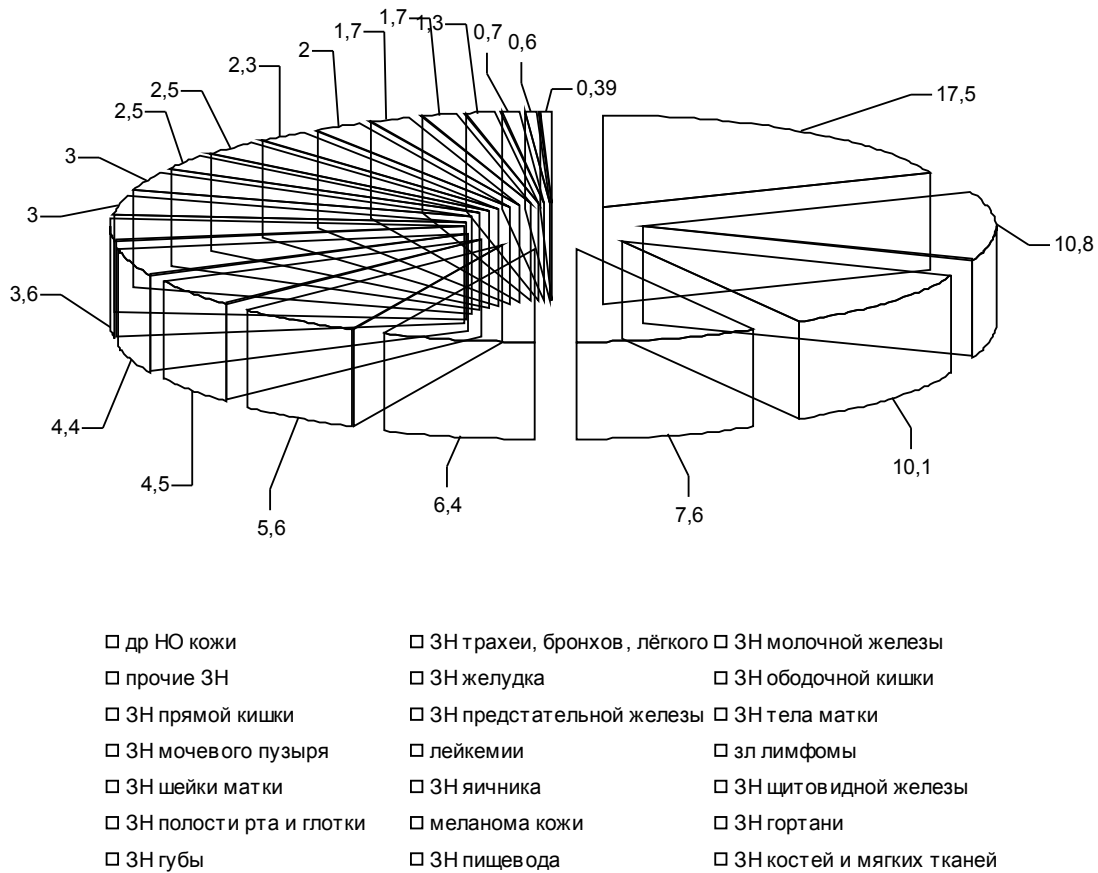 1,7
1,3
1,7
0,7
0,6
2
2,3
0,39
17,5
2,5
2,5
3
3
10,8
3,6
4,4
10,1
4,5
6,4
7,6
5,6
др НО кожи
ЗН трахеи, бронхов, лёгкого
ЗН молочной железы
прочие ЗН
ЗН желудка
ЗН ободочной кишки
ЗН прямой кишки
ЗН предстательной железы
ЗН тела матки
ЗН мочевого пузыря
лейкемии
зл лимфомы
ЗН шейки матки
ЗН яичника
ЗН щитовидной железы
ЗН полости рта и глотки
меланома кожи
ЗН гортани
ЗН губы
ЗН пищевода
ЗН костей и мягких тканей